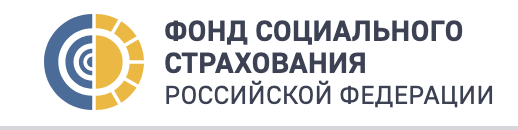 ФОНД СОЦИАЛЬНОГО
СТРАХОВАНИЯ
РОССИЙСКОЙ ФЕДЕРАЦИИ